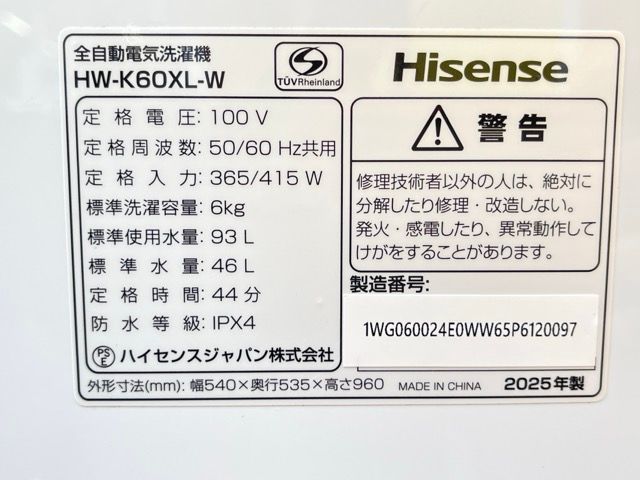 全自動電気洗濯機
HW-K60XL-W
S
TÜVRheinland
Hisense
定格電圧: 100 V
定格周波数: 50/60 Hz共用
定格入力: 365/415 W
標準洗濯容量: 6kg
標準使用水量: 93 L
標準水量: 46 L
定格時間: 44 分
防水等級: IPX4
PS
E ハイセンスジャパン株式会社
警告
修理技術者以外の人は、絶対に
分解したり修理・改造しない。
発火・感電したり、異常動作して
けがをすることがあります。
製造番号:
1WG060024E0WW65P6120097
外形寸法(mm): 幅540×奥行535×高さ960
MADE IN CHINA
2025年製